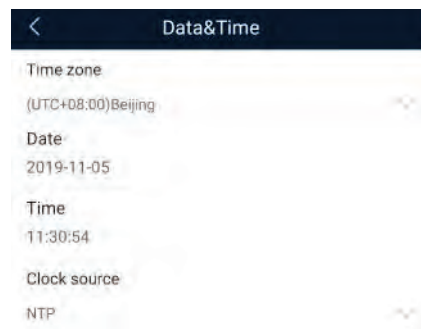 Data&Time
Time zone
(UTC+08:00)Beijing
Date
2019-11-05
Time
11:30:54
Clock source
NTP